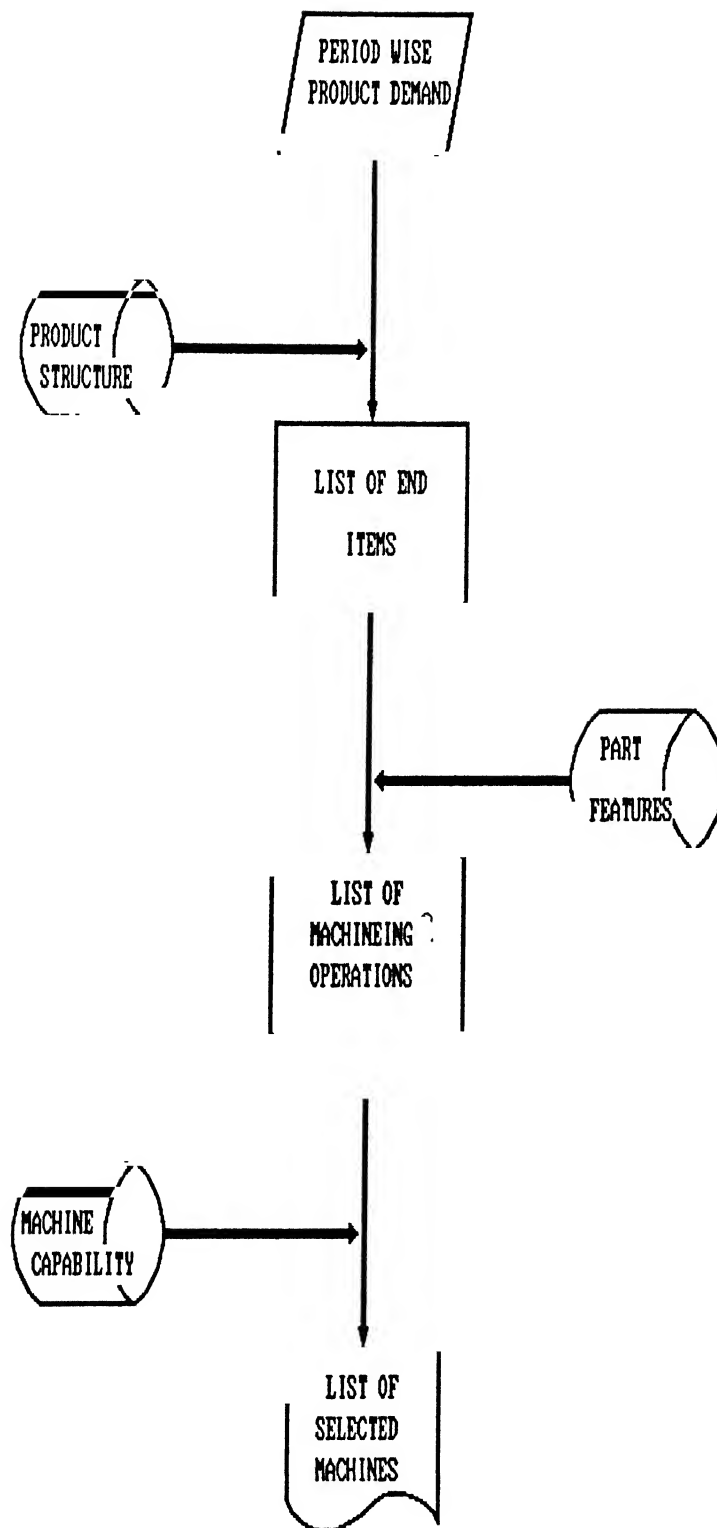 PERIOD WISE
PRODUCT DEMAND
PRODUCT
STRUCTURE
LIST OF END
ITEMS
PART
FEATURES
LIST OF
MACHINEING
OPERATIONS
MACHINE
CAPABILITY
LIST OF
SELECTED
MACHINES